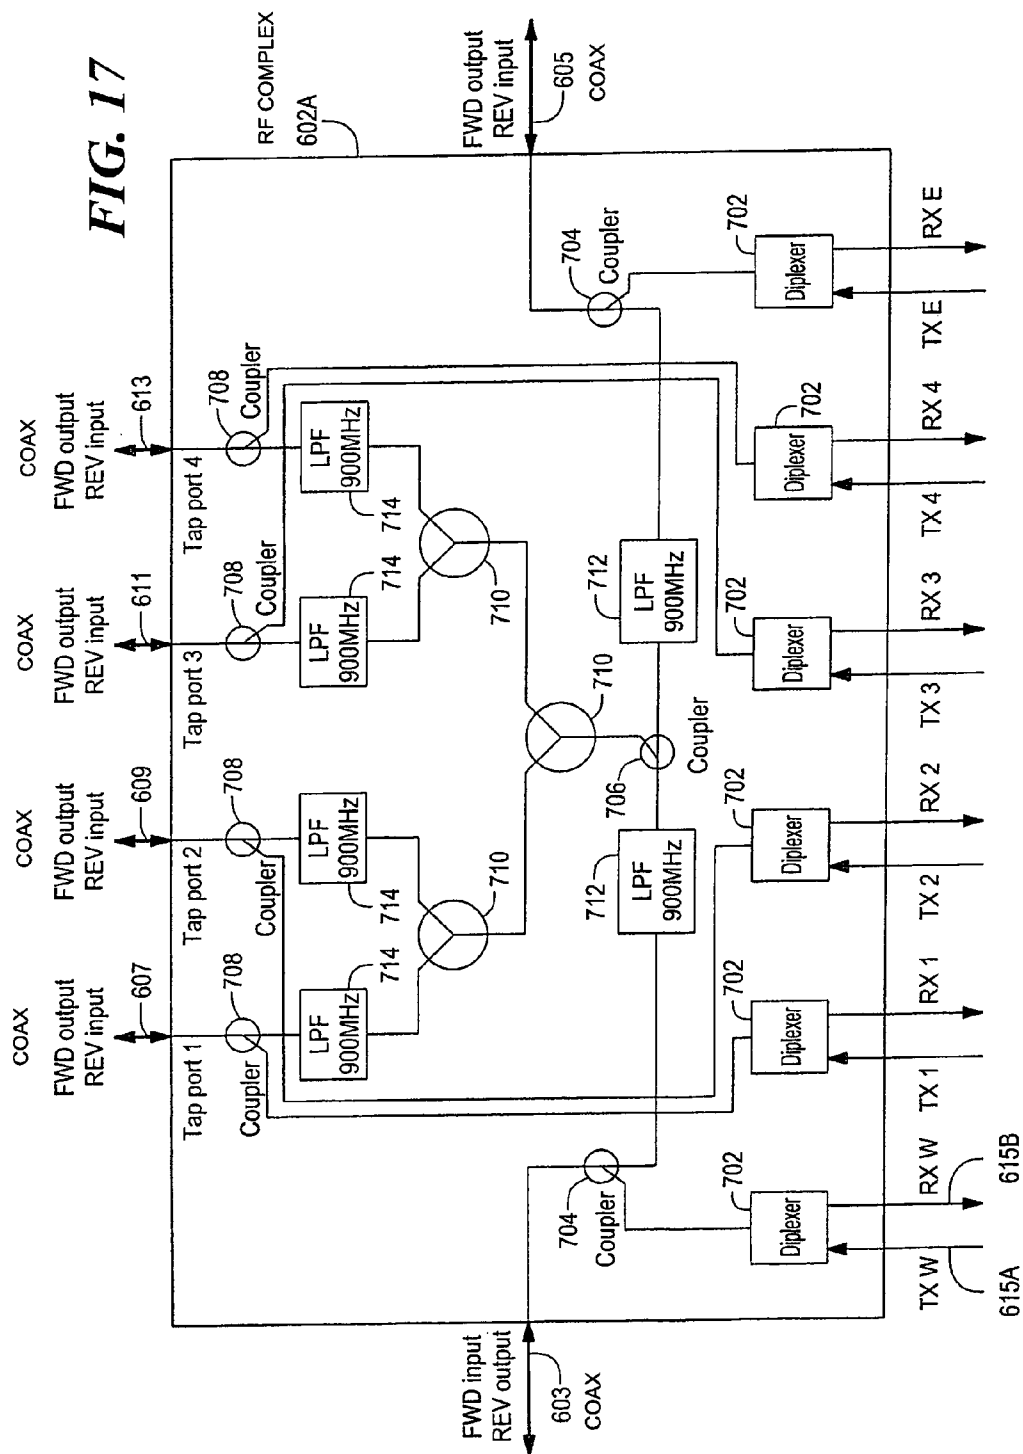 FIG. 17
RF COMPLEX
602A
COAX
FWD output
REV input
607
COAX
FWD output
REV input
609
COAX
FWD output
REV input
611
COAX
FWD output
REV input
613
Tap port 1
Tap port 2
Tap port 3
Tap port 4
708
Coupler
708
Coupler
708
Coupler
708
Coupler
LPF
900MHz
714
LPF
900MHz
714
LPF
900MHz
714
LPF
900MHz
714
710
710
710
FWD input
REV output
603
COAX
FWD output
REV input
605
COAX
704
Coupler
712
LPF
900MHz
706
Coupler
712
LPF
900MHz
704
Coupler
702
Diplexer
702
Diplexer
702
Diplexer
702
Diplexer
702
Diplexer
702
Diplexer
TX W
RX W
TX 1
RX 1
TX 2
RX 2
TX 3
RX 3
TX 4
RX 4
TX E
RX E
615A
615B